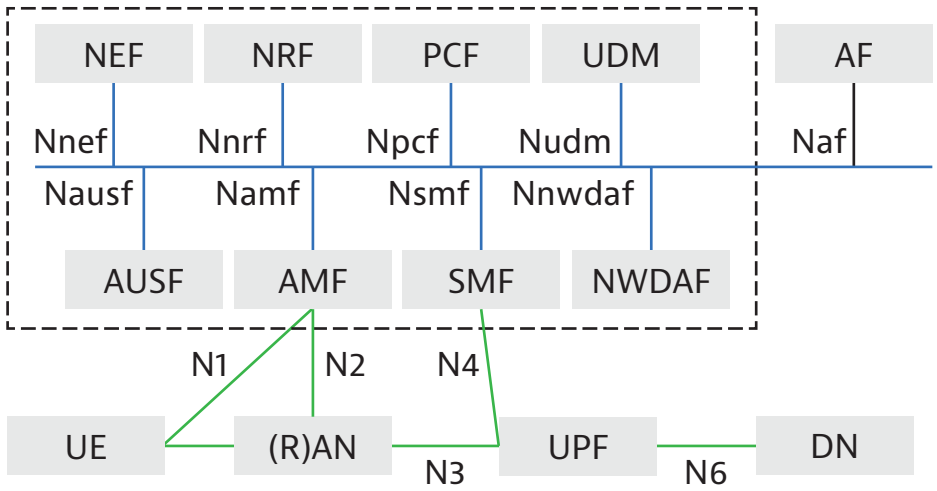 NEF NRF PCF UDM AF
Nnef Nnrf Npcf Nudm Naf
Nausf Namf Nsmf Nnwdaf
AUSF AMF SMF NWDAF
N1 N2 N4
UE (R)AN UPF DN
N3 N6